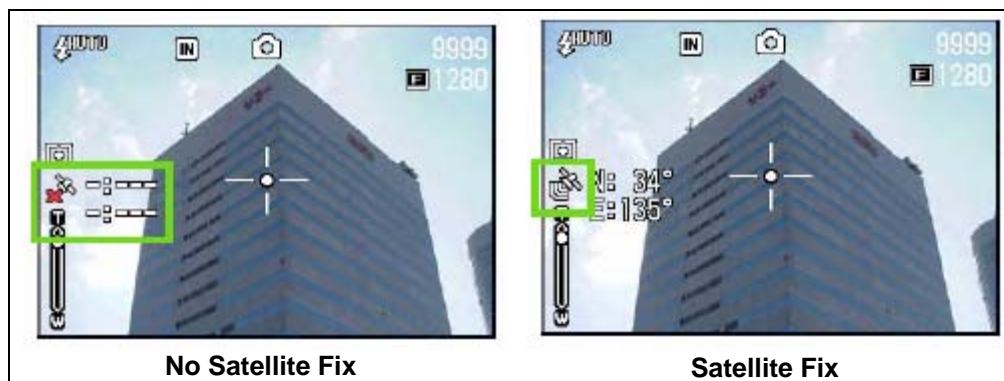 AUTO IN 9999
F 1280
-:---
-:---
T
W
No Satellite Fix
AUTO IN 9999
F 1280
N: 34°
E:135°
W
Satellite Fix